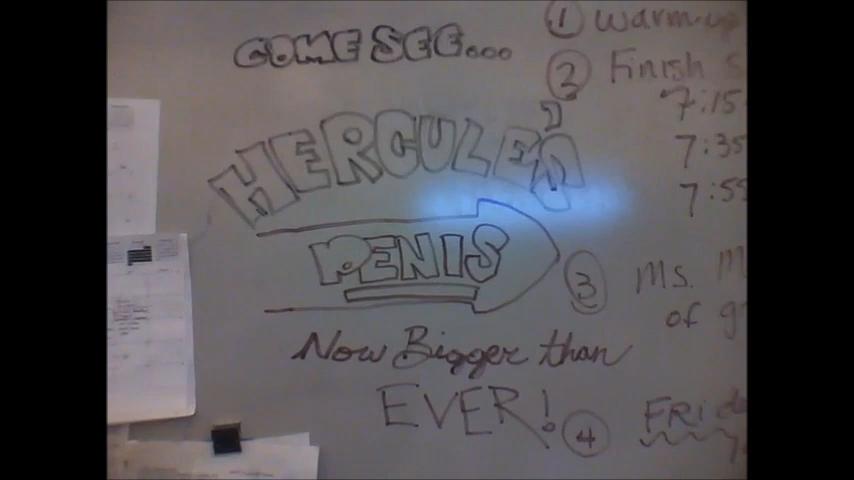 COME SEE...
HERCULES'
PENIS
Now Bigger than
EVER!
① Warm-up
② Finish
7:15
7:35
7:55
③ Ms.
of
④